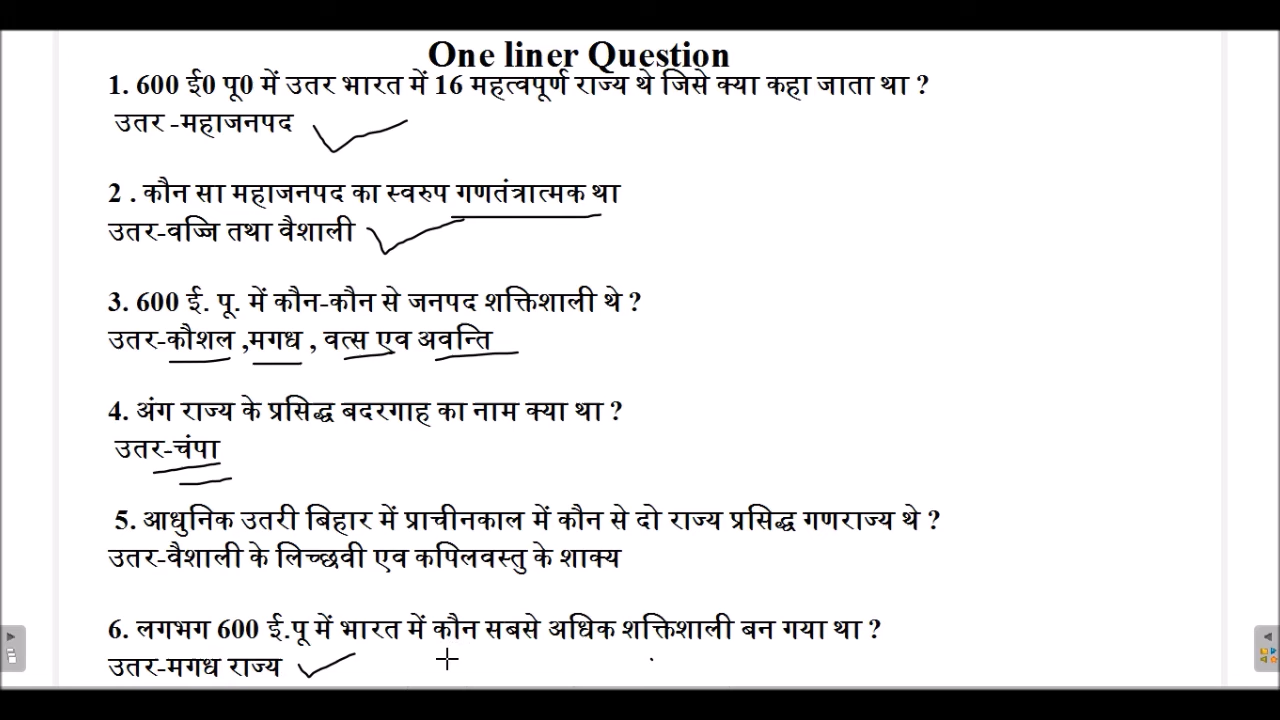 One liner Question
1. 600 ई0 पू0 में उतर भारत में 16 महत्वपूर्ण राज्य थे जिसे क्या कहा जाता था ?
उतर -महाजनपद
2 . कौन सा महाजनपद का स्वरुप गणतंत्रात्मक था
उतर-वज्जि तथा वैशाली
3. 600 ई. पू. में कौन-कौन से जनपद शक्तिशाली थे ?
उतर-कौशल ,मगध , वत्स एव अवन्ति
4. अंग राज्य के प्रसिद्ध बदरगाह का नाम क्या था ?
उतर-चंपा
5. आधुनिक उतरी बिहार में प्राचीनकाल में कौन से दो राज्य प्रसिद्ध गणराज्य थे ?
उतर-वैशाली के लिच्छवी एव कपिलवस्तु के शाक्य
6. लगभग 600 ई.पू में भारत में कौन सबसे अधिक शक्तिशाली बन गया था ?
उतर-मगध राज्य